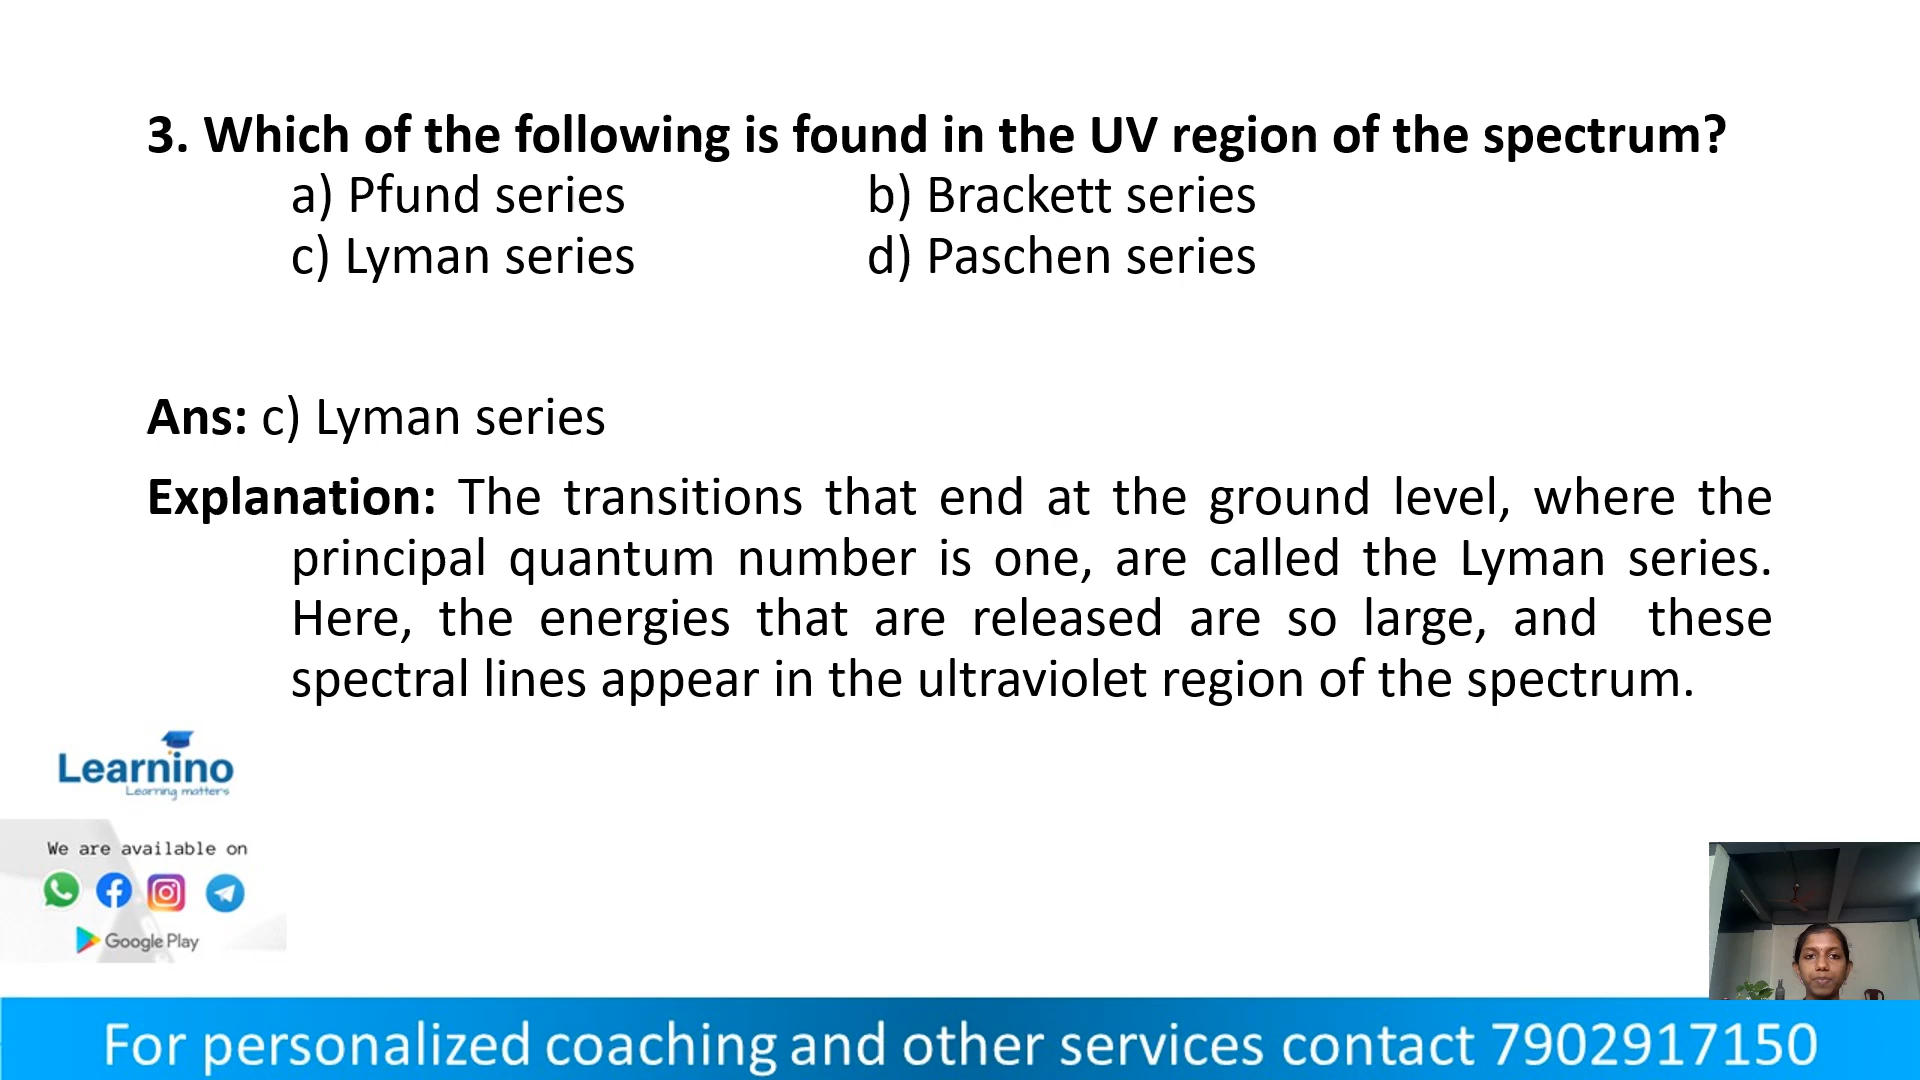 3. Which of the following is found in the UV region of the spectrum?
a) Pfund series b) Brackett series
c) Lyman series d) Paschen series
Ans: c) Lyman series
Explanation: The transitions that end at the ground level, where the
principal quantum number is one, are called the Lyman series.
Here, the energies that are released are so large, and these
spectral lines appear in the ultraviolet region of the spectrum.
Learnino
Learning matters
We are available on
Google Play
For personalized coaching and other services contact 7902917150